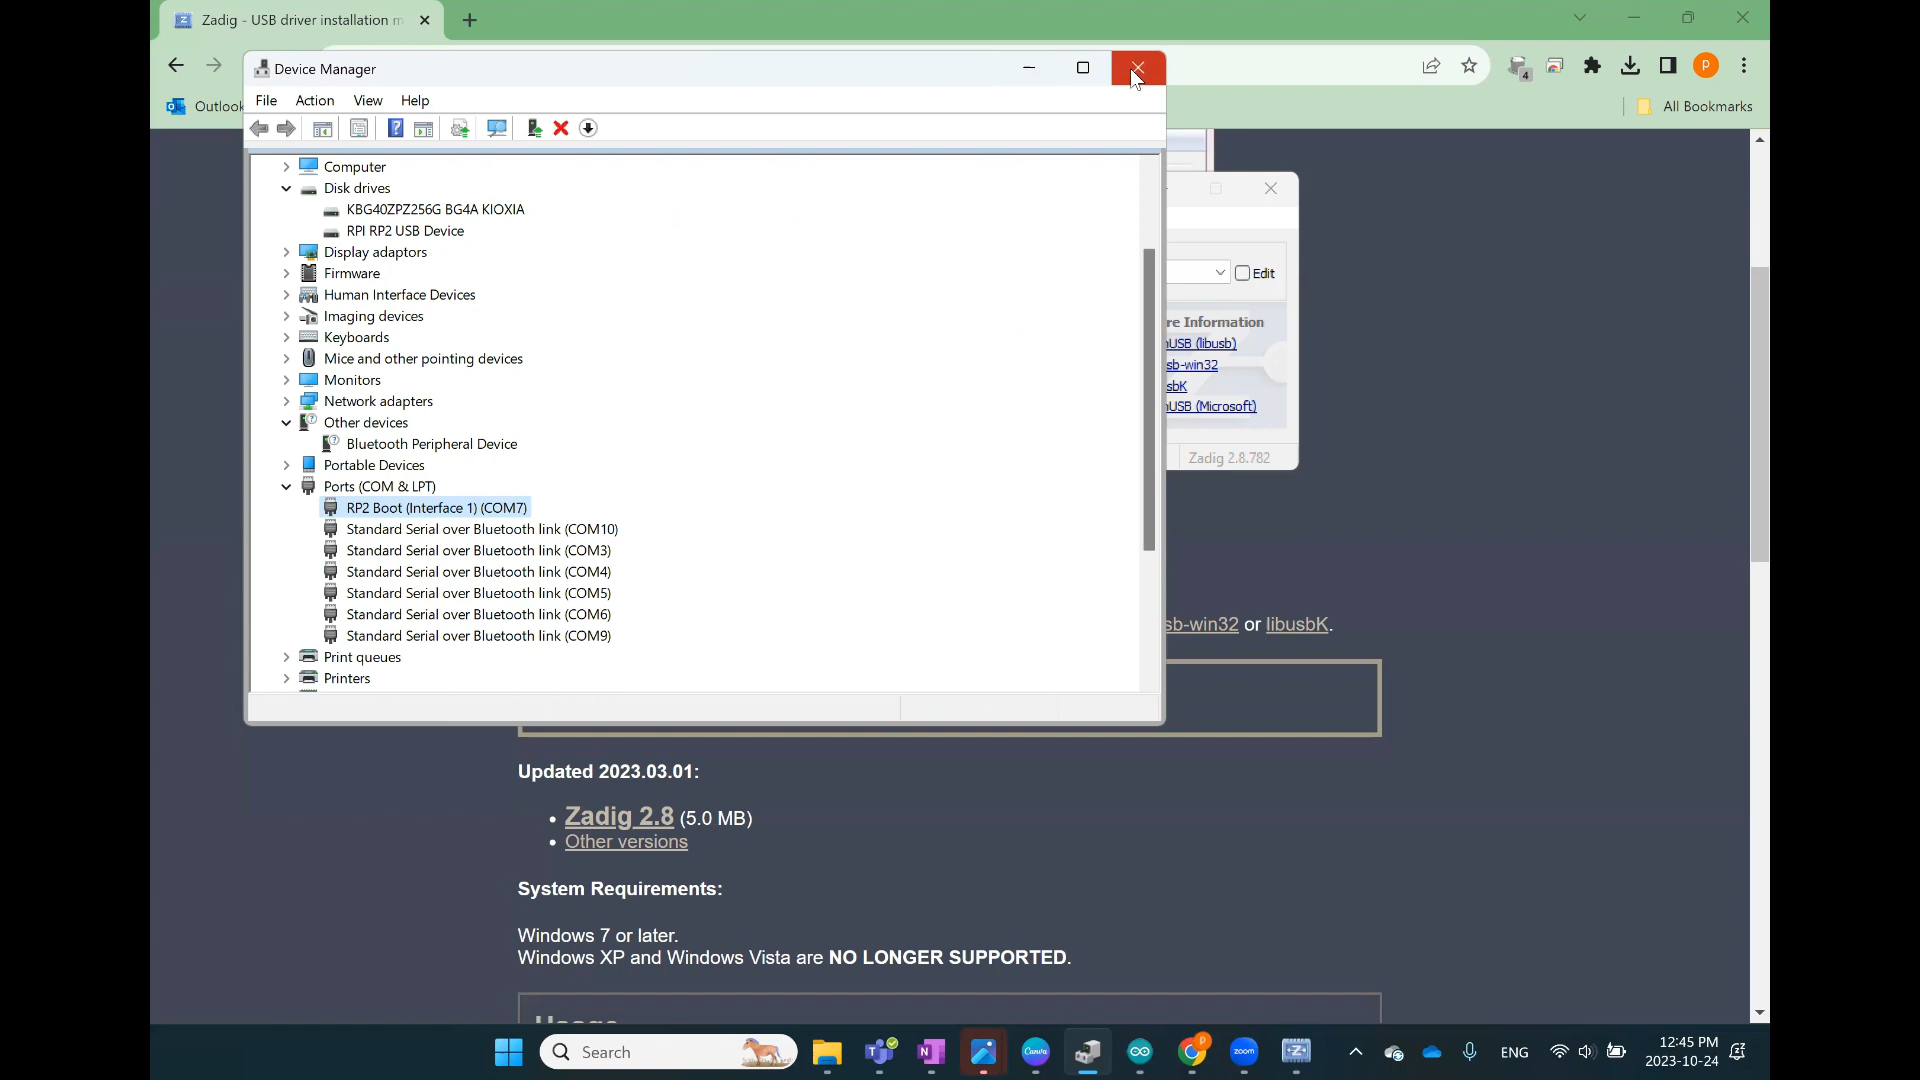 Zadig - USB driver installation m
Outlook
4
P
All Bookmarks
Device Manager
File Action View Help
Computer
Disk drives
KBG40ZPZ256G BG4A KIOXIA
RPI RP2 USB Device
Display adaptors
Firmware
Human Interface Devices
Imaging devices
Keyboards
Mice and other pointing devices
Monitors
Network adapters
Other devices
Bluetooth Peripheral Device
Portable Devices
Ports (COM & LPT)
RP2 Boot (Interface 1) (COM7)
Standard Serial over Bluetooth link (COM10)
Standard Serial over Bluetooth link (COM3)
Standard Serial over Bluetooth link (COM4)
Standard Serial over Bluetooth link (COM5)
Standard Serial over Bluetooth link (COM6)
Standard Serial over Bluetooth link (COM9)
Print queues
Printers
Edit
re Information
nUSB (libusb)
sb-win32
sbK
nUSB (Microsoft)
Zadig 2.8.782
sb-win32 or libusbK.
Updated 2023.03.01:
Zadig 2.8 (5.0 MB)
Other versions
System Requirements:
Windows 7 or later.
Windows XP and Windows Vista are NO LONGER SUPPORTED.
Usage
Search
Canva
zoom
ENG
12:45 PM
2023-10-24